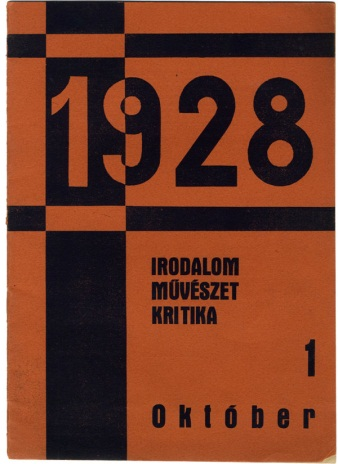 1928
IRODALOM
MŰVÉSZET
KRITIKA
1
Október